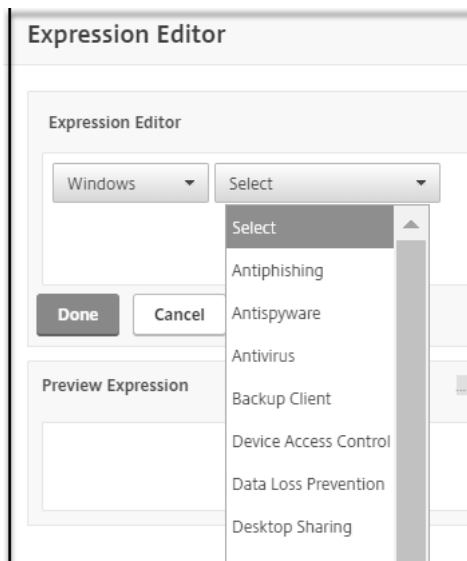 Expression Editor
Expression Editor
Windows Select
Select
Antiphishing
Antispyware
Done Cancel Antivirus
Preview Expression Backup Client
Device Access Control
Data Loss Prevention
Desktop Sharing